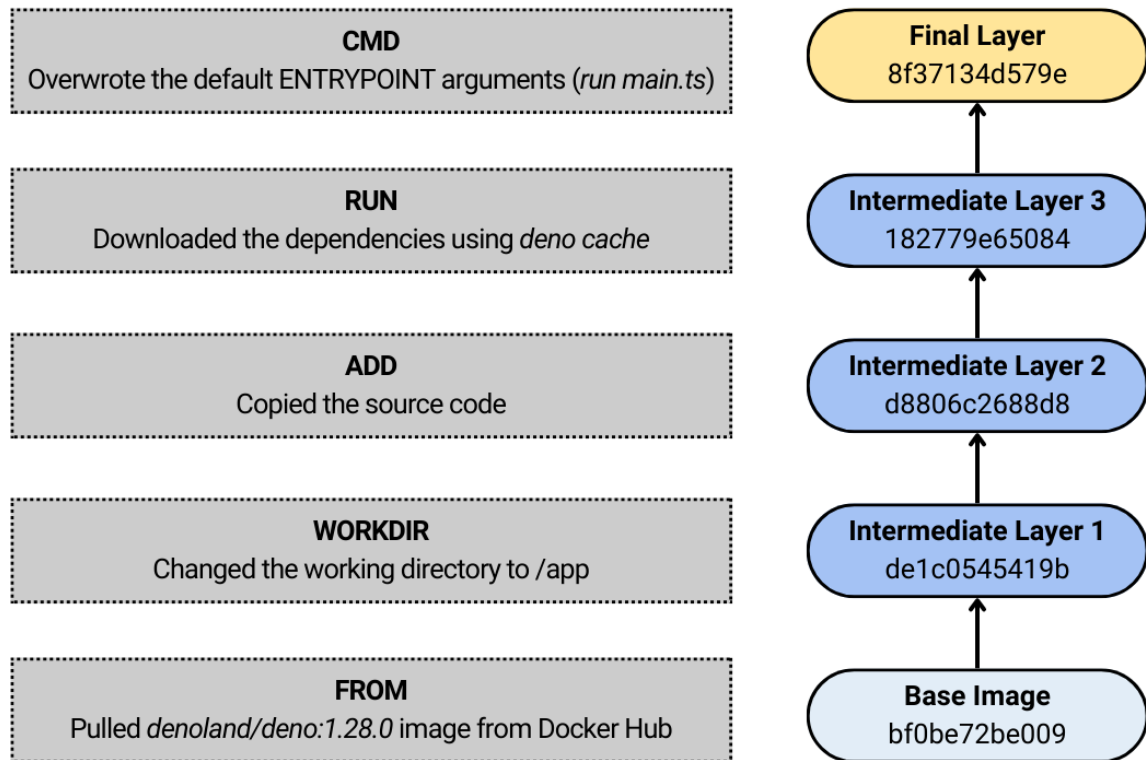 CMD
Overwrote the default ENTRYPOINT arguments (run main.ts)
Final Layer
8f37134d579e
RUN
Downloaded the dependencies using deno cache
Intermediate Layer 3
182779e65084
ADD
Copied the source code
Intermediate Layer 2
d8806c2688d8
WORKDIR
Changed the working directory to /app
Intermediate Layer 1
de1c0545419b
FROM
Pulled denoland/deno:1.28.0 image from Docker Hub
Base Image
bf0be72be009